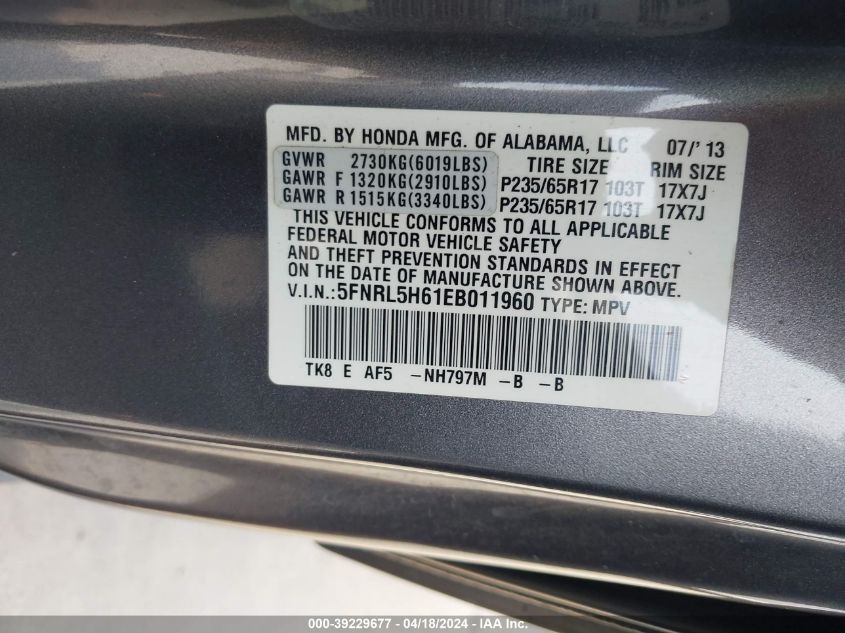 MFD. BY HONDA MFG. OF ALABAMA, LLC 07/'13
GVWR 2730KG(6019LBS) TIRE SIZE RIM SIZE
GAWR F 1320KG(2910LBS) P235/65R17 103T 17X7J
GAWR R 1515KG(3340LBS) P235/65R17 103T 17X7J
THIS VEHICLE CONFORMS TO ALL APPLICABLE
FEDERAL MOTOR VEHICLE SAFETY
AND THEFT PREVENTION STANDARDS IN EFFECT
ON THE DATE OF MANUFACTURE SHOWN ABOVE.
V.I.N.:5FNRL5H61EB011960 TYPE: MPV
TK8 E AF5 -NH797M -B -B
000-39229677 - 04/18/2024 - IAA Inc.